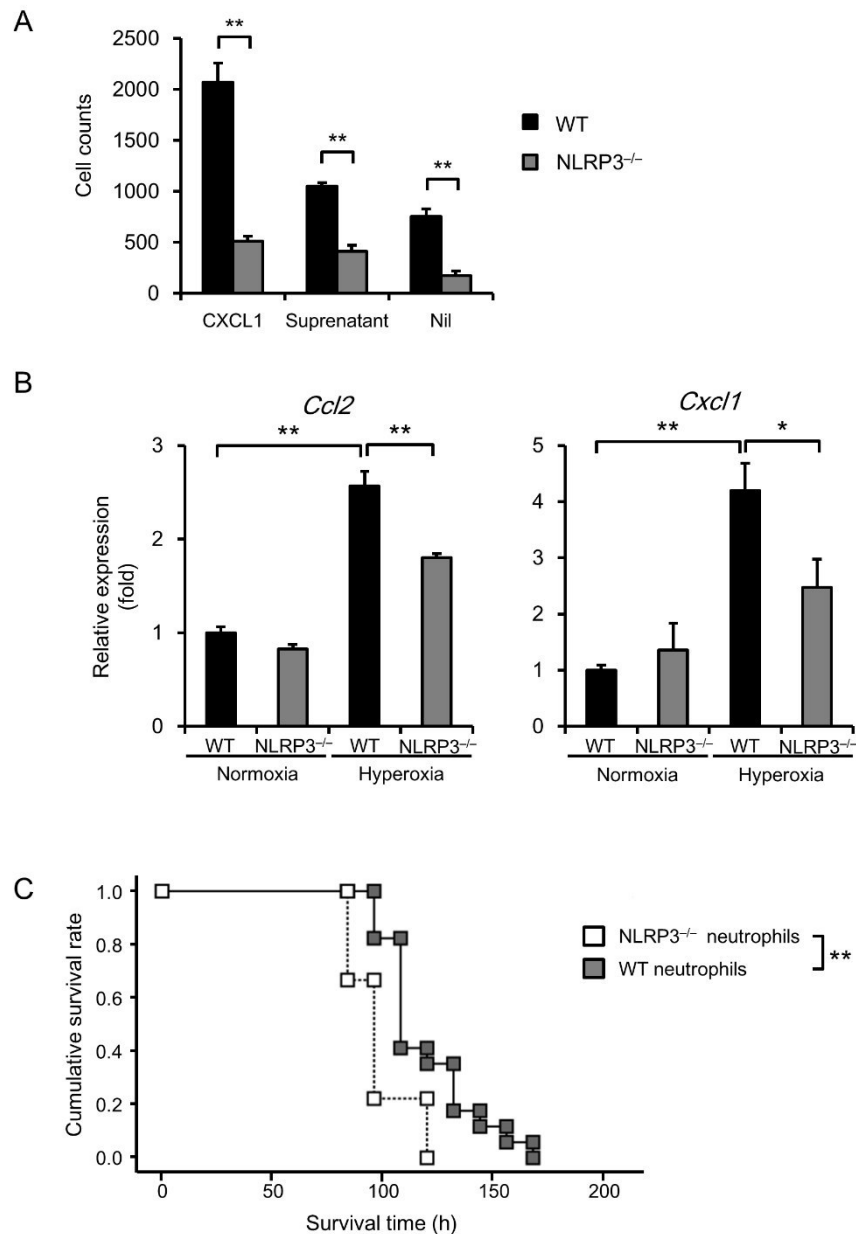 A
2500
2000
1500
1000
500
0
Cell counts
**
**
**
CXCL1 Suprenatant Nil
WT
NLRP3–/–
B
Ccl2
**
**
3
2
1
0
Relative expression
(fold)
WT NLRP3–/– WT NLRP3–/–
Normoxia Hyperoxia
Cxcl1
**
*
5
4
3
2
1
0
WT NLRP3–/– WT NLRP3–/–
Normoxia Hyperoxia
C
1.0
0.8
0.6
0.4
0.2
0.0
Cumulative survival rate
0 50 100 150 200
Survival time (h)
NLRP3–/– neutrophils
WT neutrophils
**